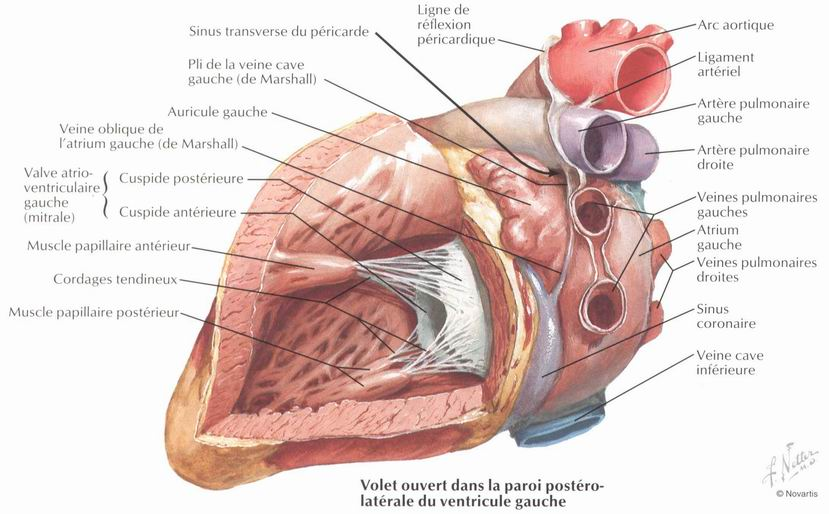 Ligne de
réflexion
péricardique
Sinus transverse du péricarde
Pli de la veine cave
gauche (de Marshall)
Auricule gauche
Veine oblique de
l'atrium gauche (de Marshall)
Valve atrio-
ventriculaire
gauche
(mitrale)
Cuspide postérieure
Cuspide antérieure
Muscle papillaire antérieur
Cordages tendineux
Muscle papillaire postérieur
Arc aortique
Ligament
artériel
Artère pulmonaire
gauche
Artère pulmonaire
droite
Veines pulmonaires
gauches
Atrium
gauche
Veines pulmonaires
droites
Sinus
coronaire
Veine cave
inférieure
Volet ouvert dans la paroi postéro-
latérale du ventricule gauche
F. Netter
M.D.
© Novartis